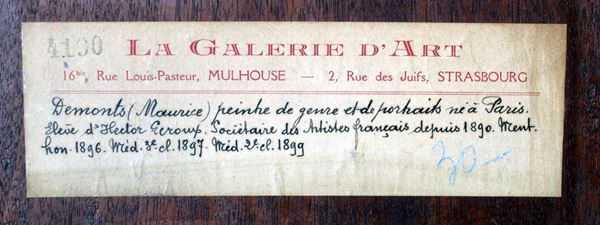 4100
LA GALERIE D'ART
16bis, Rue Louis-Pasteur, MULHOUSE — 2, Rue des Juifs, STRASBOURG
Demonts (Maurice) peintre de genre et de portraits né à Paris.
Elève d'Hector Leroux. Sociétaire des Artistes français depuis 1890. Ment.
hon. 1896. Méd. 3e cl. 1897. Méd. 2e cl. 1899
30 —